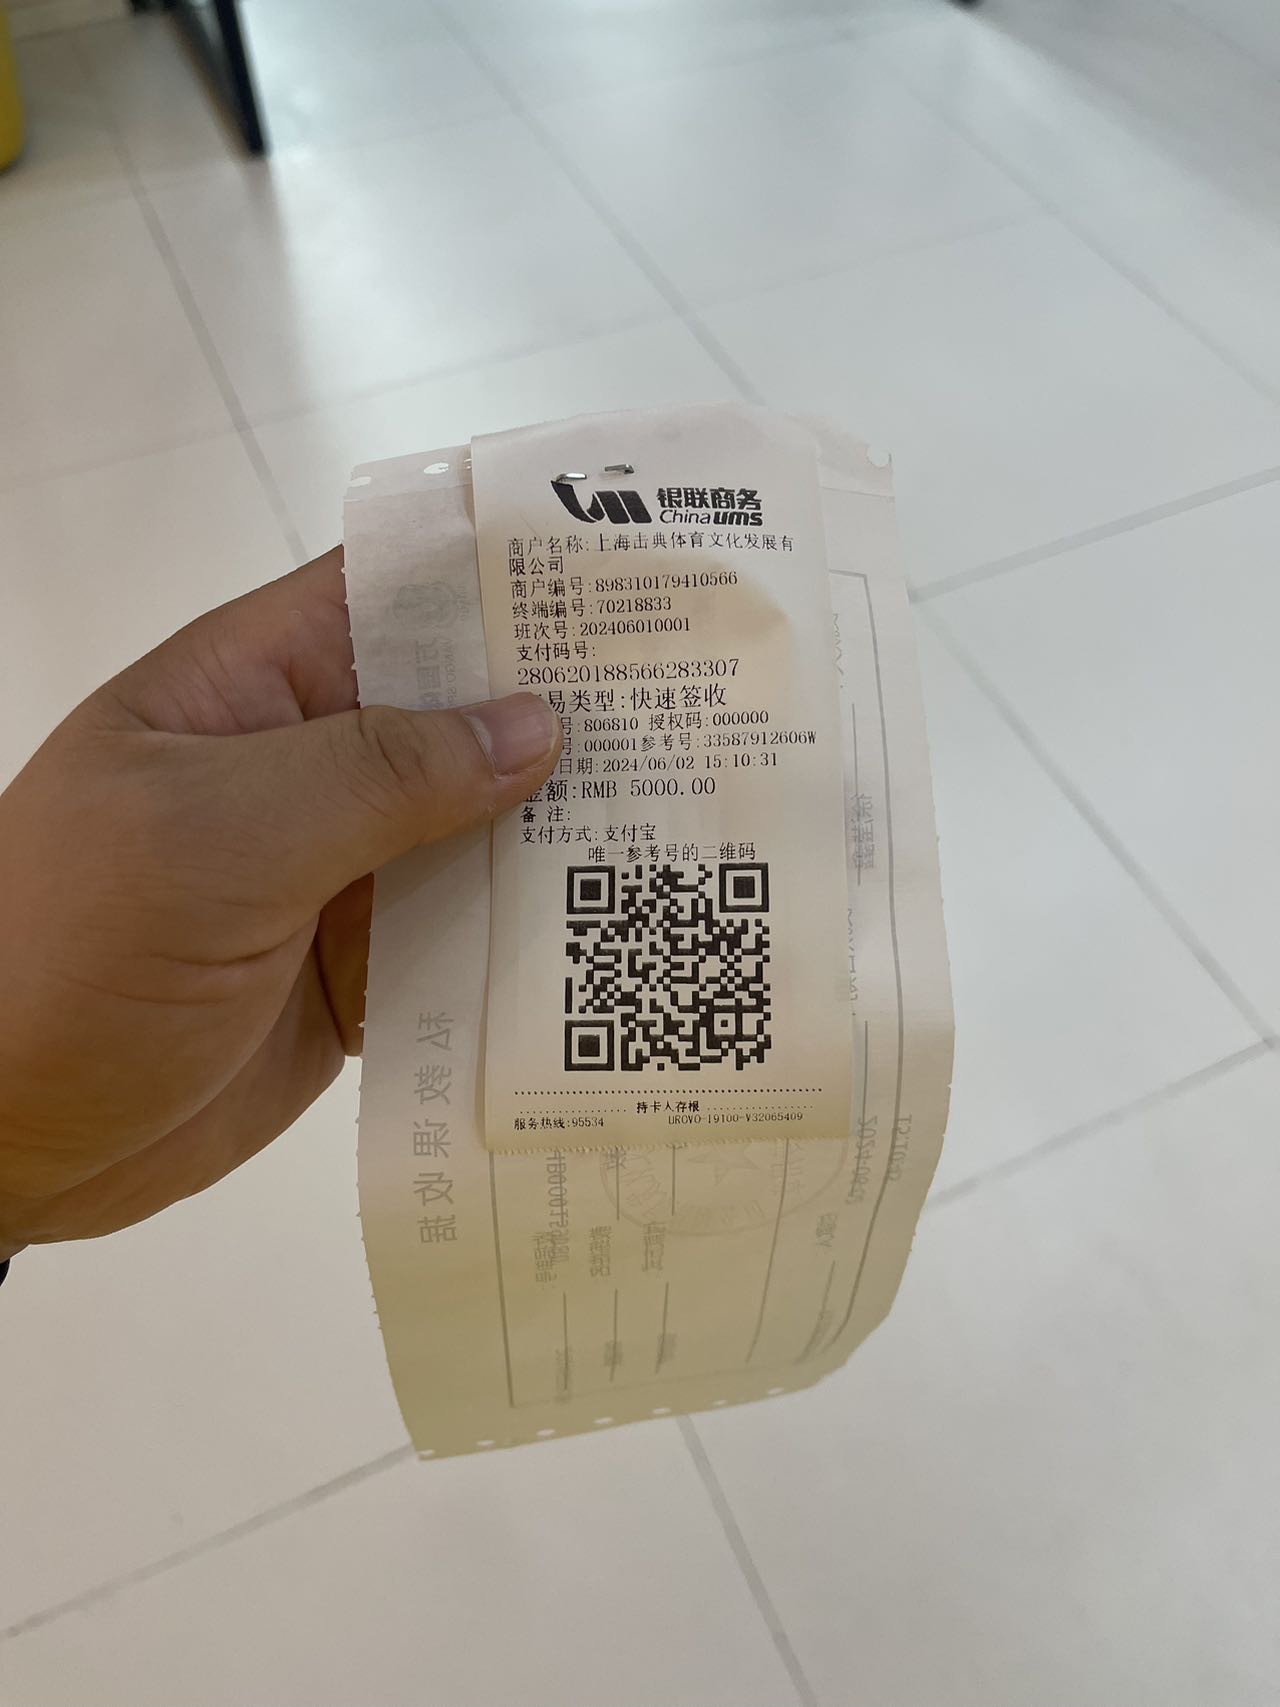 银联商务
China ums
商户名称:上海击典体育文化发展有
限公司
商户编号:898310179410566
终端编号:70218833
班次号:202406010001
支付码号:
280620188566283307
易类型:快速签收
号:806810 授权码:000000
号:000001参考号:33587912606W
日期:2024/06/02 15:10:31
金额:RMB 5000.00
备 注:
支付方式:支付宝
唯一参考号的二维码
持卡人存根
服务热线:95534
UROVO-I9100-V32065409